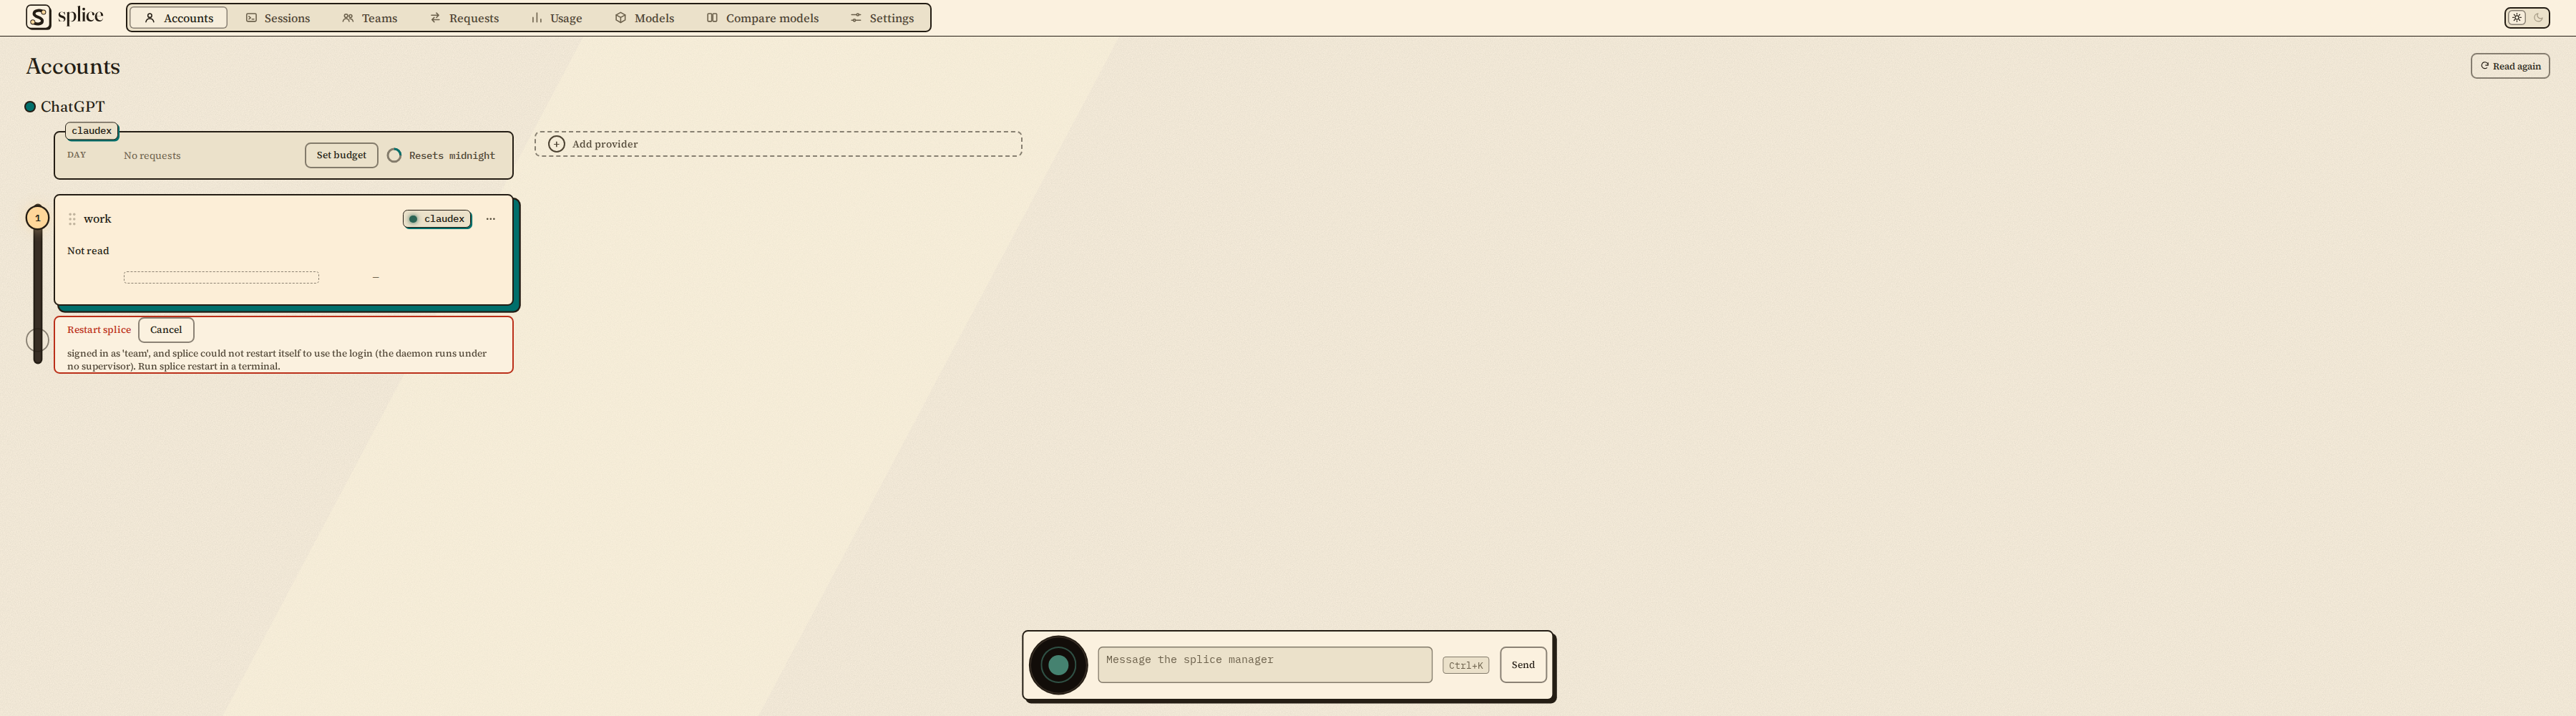 splice
Accounts
Sessions
Teams
Requests
Usage
Models
Compare models
Settings
Accounts
Read again
ChatGPT
claudex
DAY
No requests
Set budget
Resets midnight
+ Add provider
1
work
claudex
...
Not read
—
Restart splice
Cancel
signed in as 'team', and splice could not restart itself to use the login (the daemon runs under
no supervisor). Run splice restart in a terminal.
Message the splice manager
Ctrl+K
Send